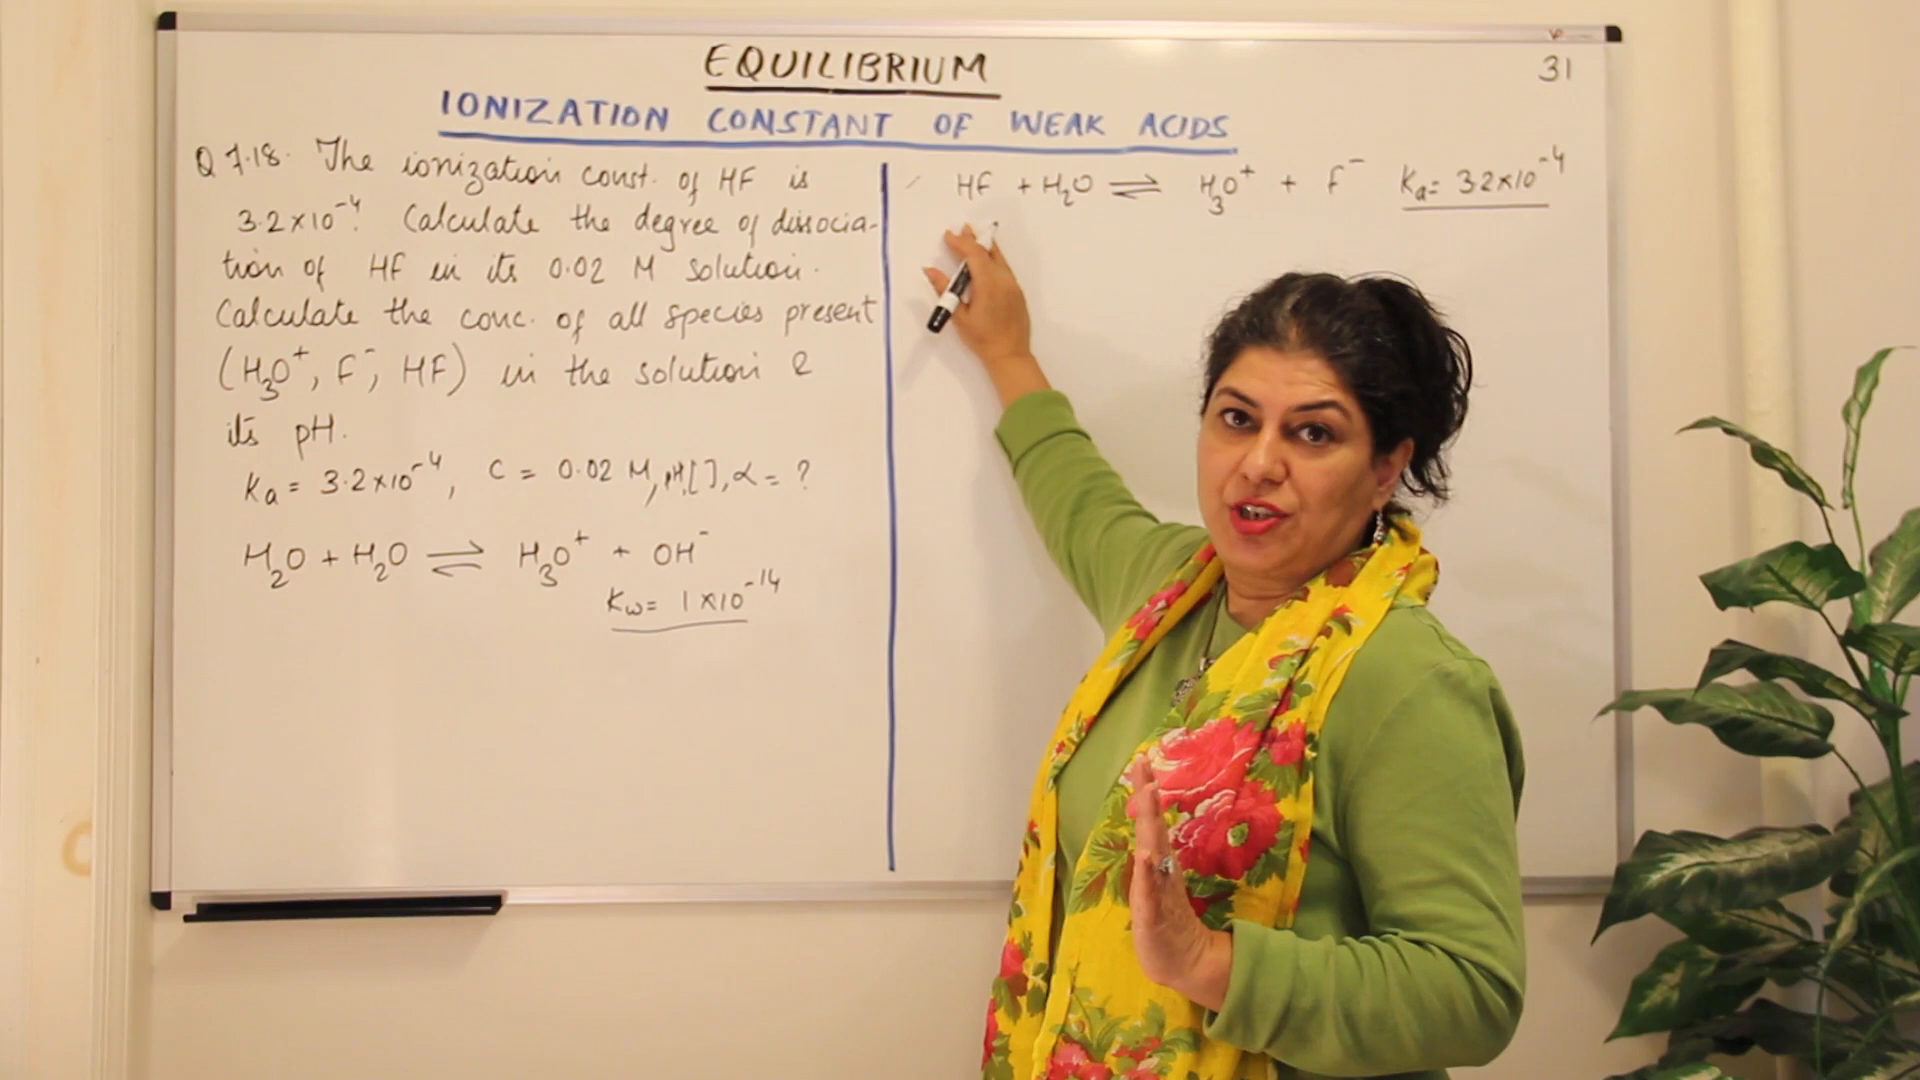 EQUILIBRIUM
31
IONIZATION CONSTANT OF WEAK ACIDS
Q 7.18. The ionization const. of HF is
3.2×10⁻⁴. Calculate the degree of dissocia-
tion of HF in its 0.02 M solution.
Calculate the conc. of all species present
(H₃O⁺, F⁻, HF) in the solution &
its pH.
Ka = 3.2×10⁻⁴, C = 0.02 M, pH, [ ], α = ?
H₂O + H₂O ⇌ H₃O⁺ + OH⁻
Kw = 1×10⁻¹⁴
HF + H₂O ⇌ H₃O⁺ + F⁻ Ka = 3.2×10⁻⁴